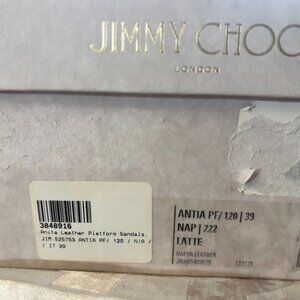 JIMMY CHOO
LONDON
3848916
Anita Leather Platform Sandals.
JIM 525753 ANTIA PF/ 120 / N/A /
/ IT 39
ANTIA PF/ 120 | 39
NAP | 222
LATTE
NAPPA LEATHER